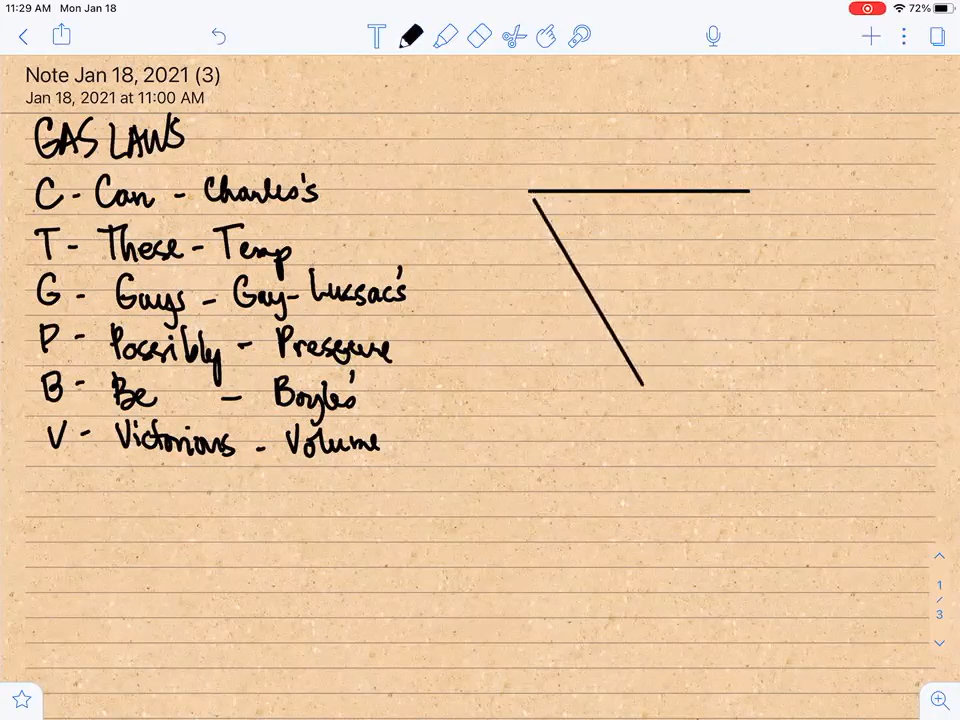 11:29 AM Mon Jan 18 72%
Note Jan 18, 2021 (3)
Jan 18, 2021 at 11:00 AM
GAS LAWS
C - Can - Charles's
T - These - Temp
G - Guys - Gay-Lussac's
P - Possibly - Pressure
B - Be - Boyles'
V - Victorious - Volume
1
/
3